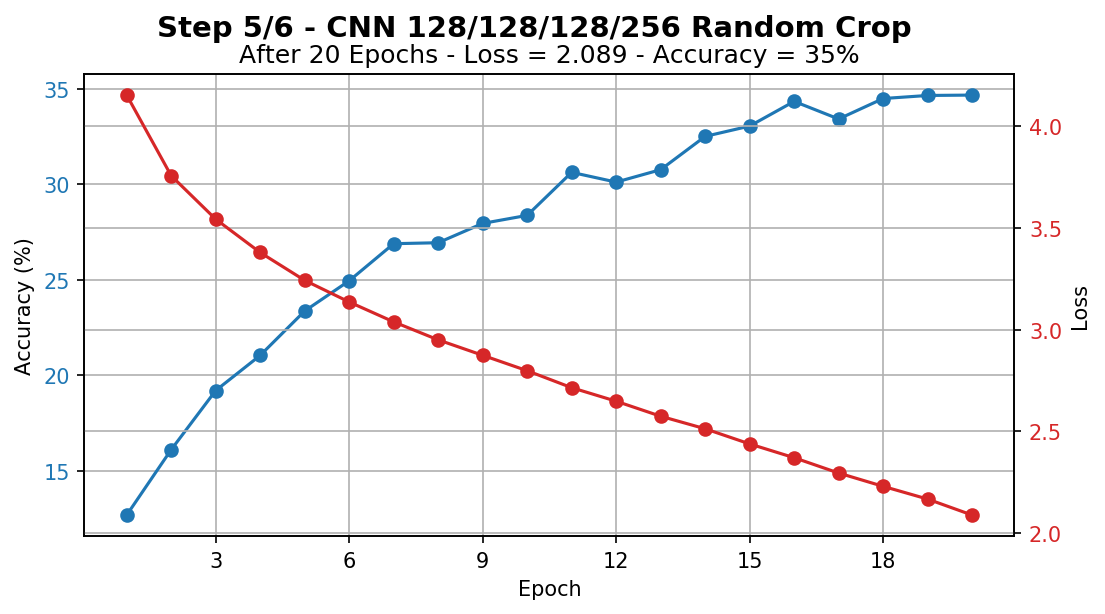 Step 5/6 - CNN 128/128/128/256 Random Crop
After 20 Epochs - Loss = 2.089 - Accuracy = 35%
35
30
25
20
15
Accuracy (%)
4.0
3.5
3.0
2.5
2.0
Loss
3 6 9 12 15 18
Epoch